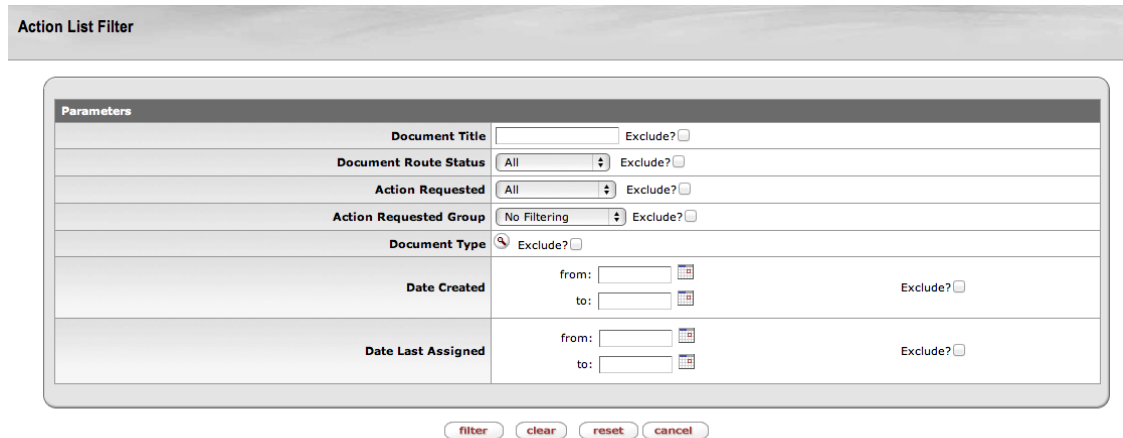 Action List Filter
Parameters
Document Title Exclude?
Document Route Status All Exclude?
Action Requested All Exclude?
Action Requested Group No Filtering Exclude?
Document Type Exclude?
Date Created from: Exclude?
to:
Date Last Assigned from: Exclude?
to:
filter clear reset cancel